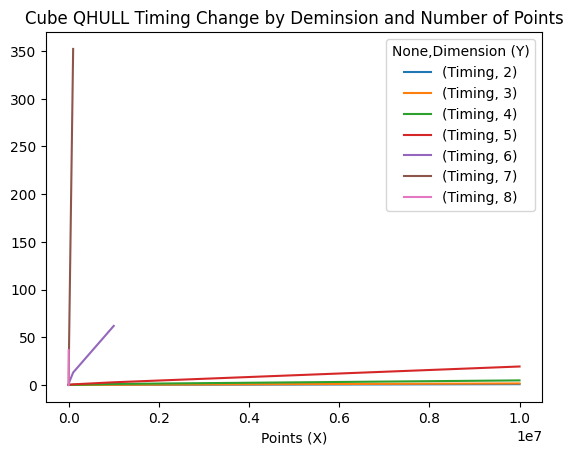 Cube QHULL Timing Change by Deminsion and Number of Points
350
300
250
200
150
100
50
0
None,Dimension (Y)
(Timing, 2)
(Timing, 3)
(Timing, 4)
(Timing, 5)
(Timing, 6)
(Timing, 7)
(Timing, 8)
0.0 0.2 0.4 0.6 0.8 1.0
1e7
Points (X)